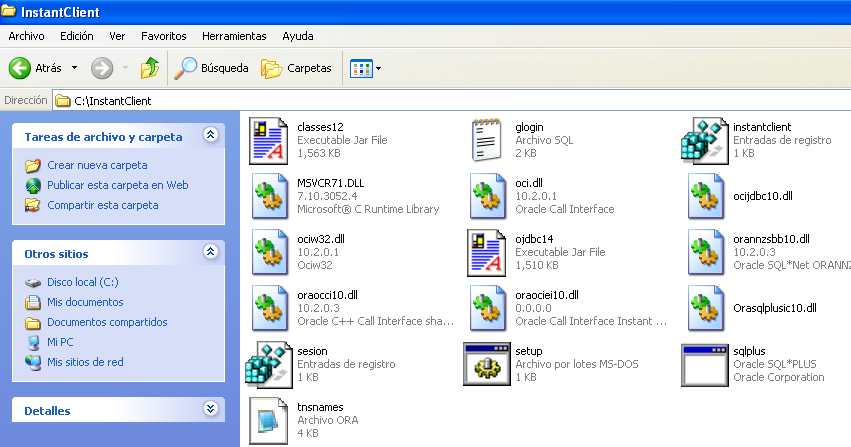 InstantClient
Archivo Edición Ver Favoritos Herramientas Ayuda
Atrás Búsqueda Carpetas
Dirección C:\InstantClient
Tareas de archivo y carpeta
Crear nueva carpeta
Publicar esta carpeta en Web
Compartir esta carpeta
Otros sitios
Disco local (C:)
Mis documentos
Documentos compartidos
Mi PC
Mis sitios de red
Detalles
classes12
Executable Jar File
1,563 KB
glogin
Archivo SQL
2 KB
instantclient
Entradas de registro
1 KB
MSVCR71.DLL
7.10.3052.4
Microsoft® C Runtime Library
oci.dll
10.2.0.1
Oracle Call Interface
ocijdbc10.dll
ociw32.dll
10.2.0.1
Ociw32
ojdbc14
Executable Jar File
1,510 KB
orannzsbb10.dll
10.2.0.3
Oracle SQL*Net ORANNZ
oraocci10.dll
10.2.0.3
Oracle C++ Call Interface sha...
oraociei10.dll
0.0.0.0
Oracle Call Interface Instant ...
Orasqlplusic10.dll
sesion
Entradas de registro
1 KB
setup
Archivo por lotes MS-DOS
1 KB
sqlplus
Oracle SQL*PLUS
Oracle Corporation
tnsnames
Archivo ORA
4 KB